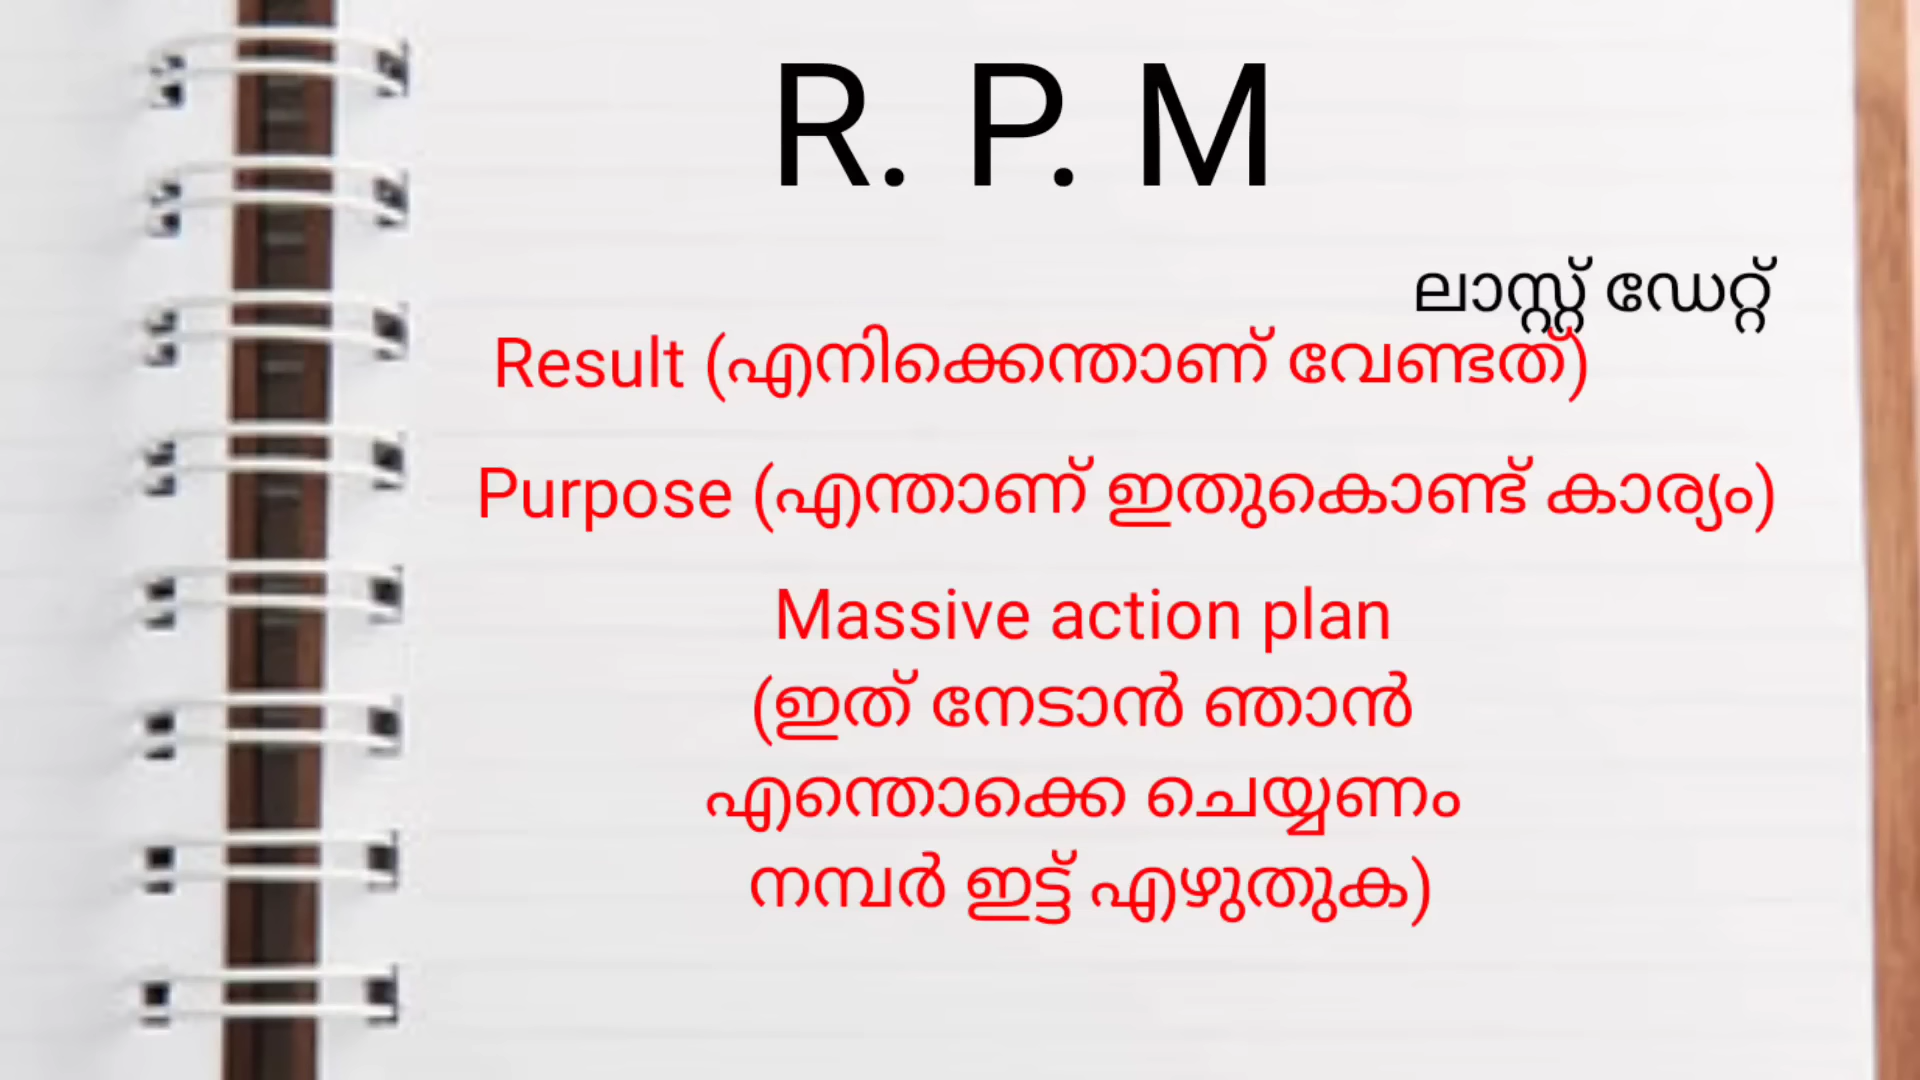 R. P. M
ലാസ്റ്റ് ഡേറ്റ്
Result (എനിക്കെന്താണ് വേണ്ടത്)
Purpose (എന്താണ് ഇതുകൊണ്ട് കാര്യം)
Massive action plan
(ഇത് നേടാൻ ഞാൻ
എന്തൊക്കെ ചെയ്യണം
നമ്പർ ഇട്ട് എഴുതുക)